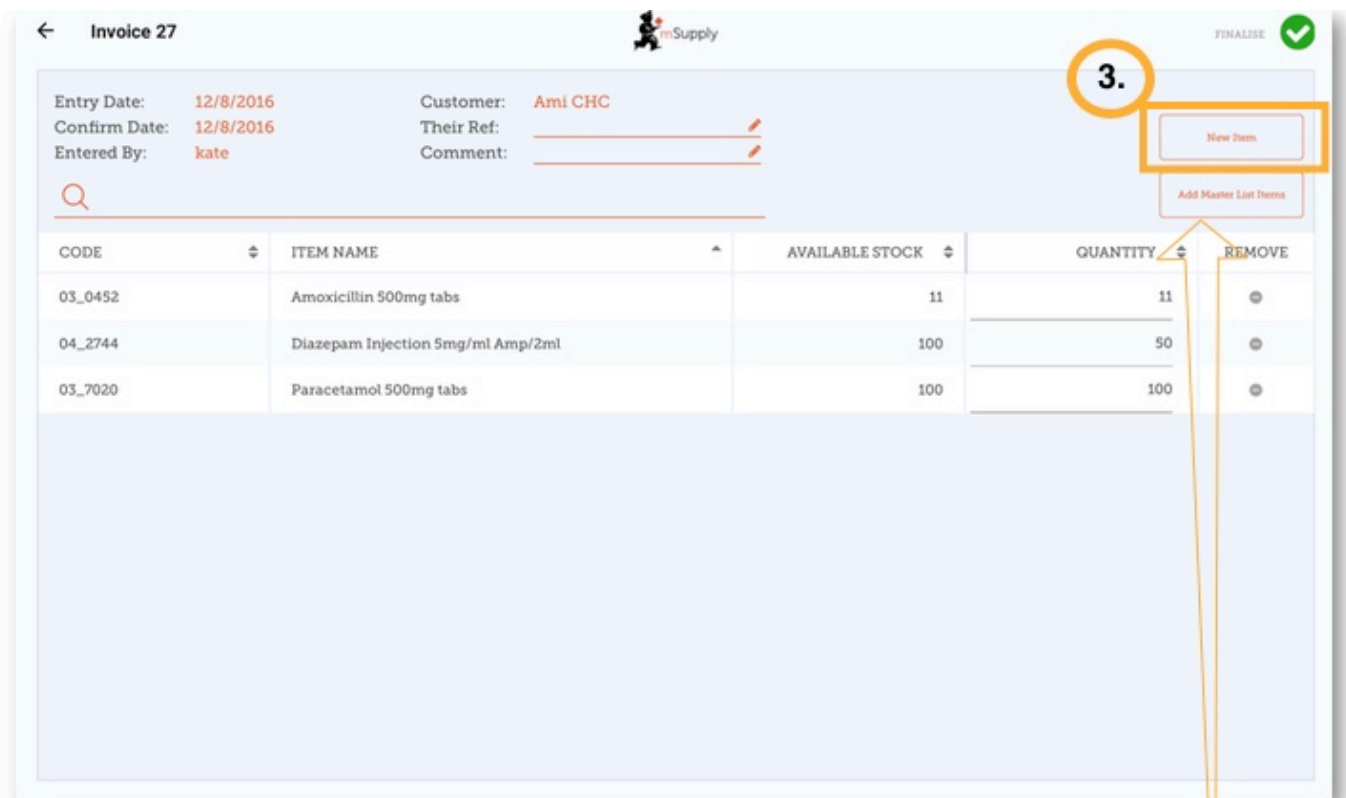 Invoice 27
mSupply
FINALISE
3.
Entry Date: 12/8/2016 Customer: Ami CHC
Confirm Date: 12/8/2016 Their Ref:
Entered By: kate Comment:
New Item
Add Master List Items
CODE ITEM NAME AVAILABLE STOCK QUANTITY REMOVE
03_0452 Amoxicillin 500mg tabs 11 11
04_2744 Diazepam Injection 5mg/ml Amp/2ml 100 50
03_7020 Paracetamol 500mg tabs 100 100